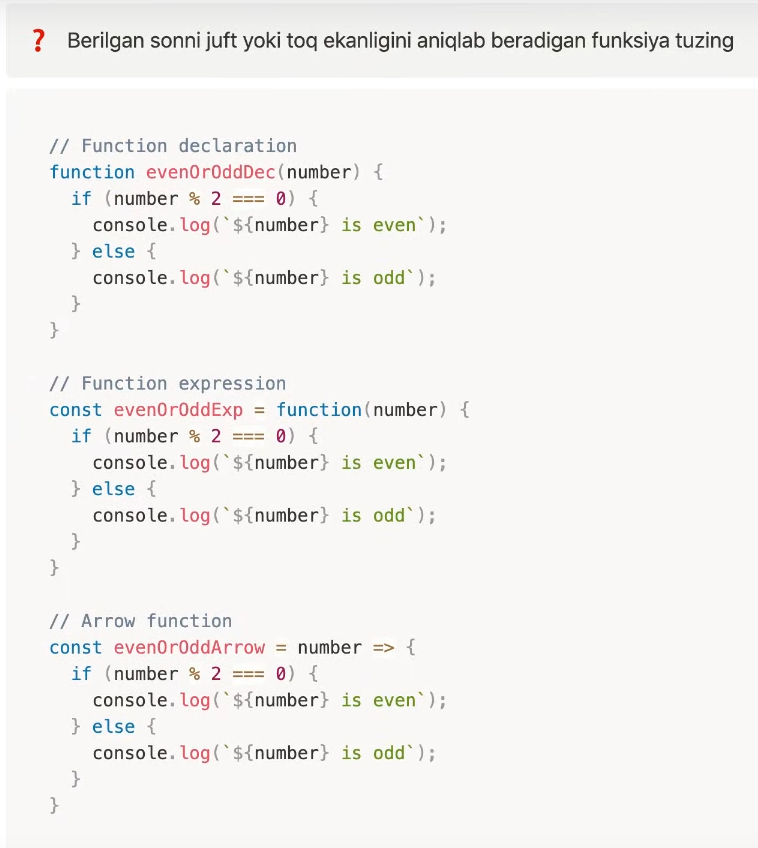 ❓ Berilgan sonni juft yoki toq ekanligini aniqlab beradigan funksiya tuzing
// Function declaration
function evenOrOddDec(number) {
  if (number % 2 === 0) {
    console.log(`${number} is even`);
  } else {
    console.log(`${number} is odd`);
  }
}
// Function expression
const evenOrOddExp = function(number) {
  if (number % 2 === 0) {
    console.log(`${number} is even`);
  } else {
    console.log(`${number} is odd`);
  }
}
// Arrow function
const evenOrOddArrow = number => {
  if (number % 2 === 0) {
    console.log(`${number} is even`);
  } else {
    console.log(`${number} is odd`);
  }
}